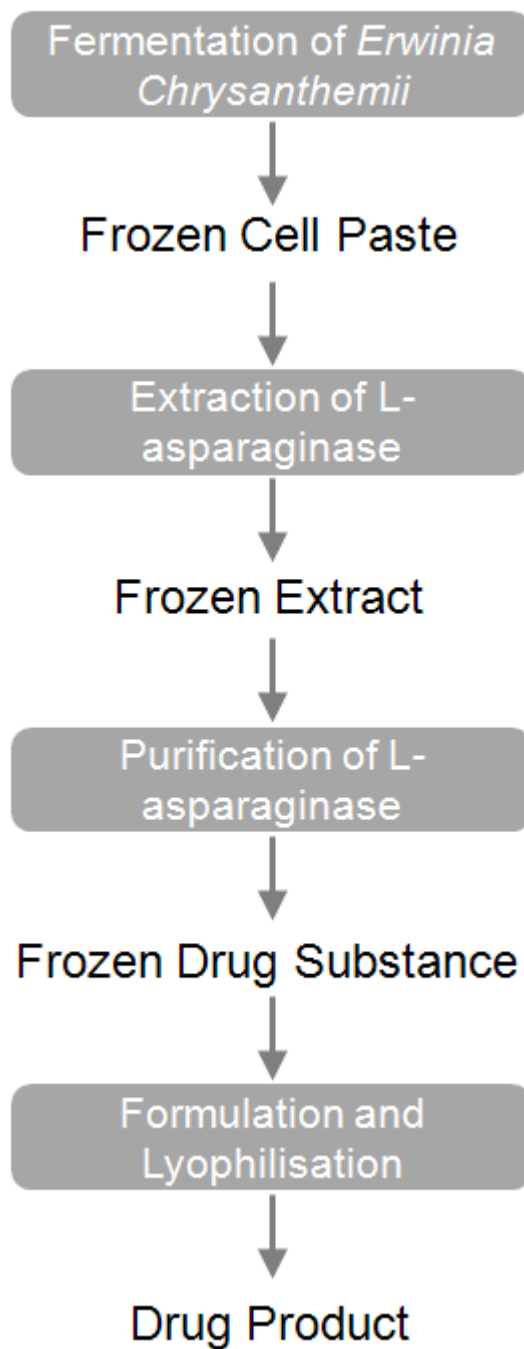 Fermentation of Erwinia
Chrysanthemii
Frozen Cell Paste
Extraction of L-
asparaginase
Frozen Extract
Purification of L-
asparaginase
Frozen Drug Substance
Formulation and
Lyophilisation
Drug Product